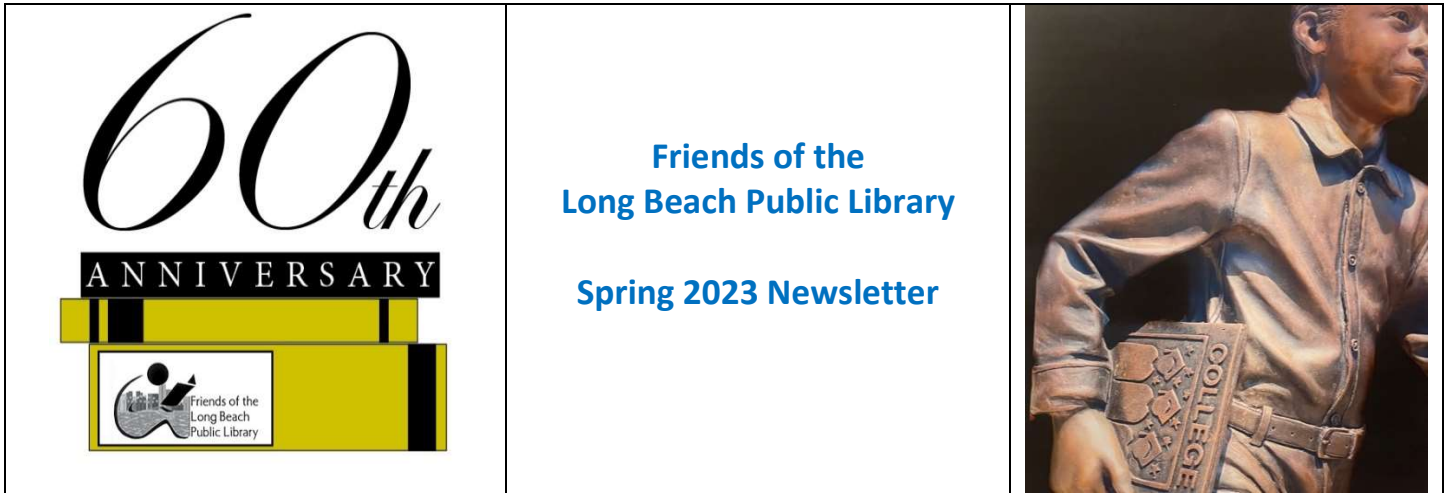 60th
ANNIVERSARY
Friends of the
Long Beach
Public Library
Friends of the
Long Beach Public Library
Spring 2023 Newsletter
COLLEGE